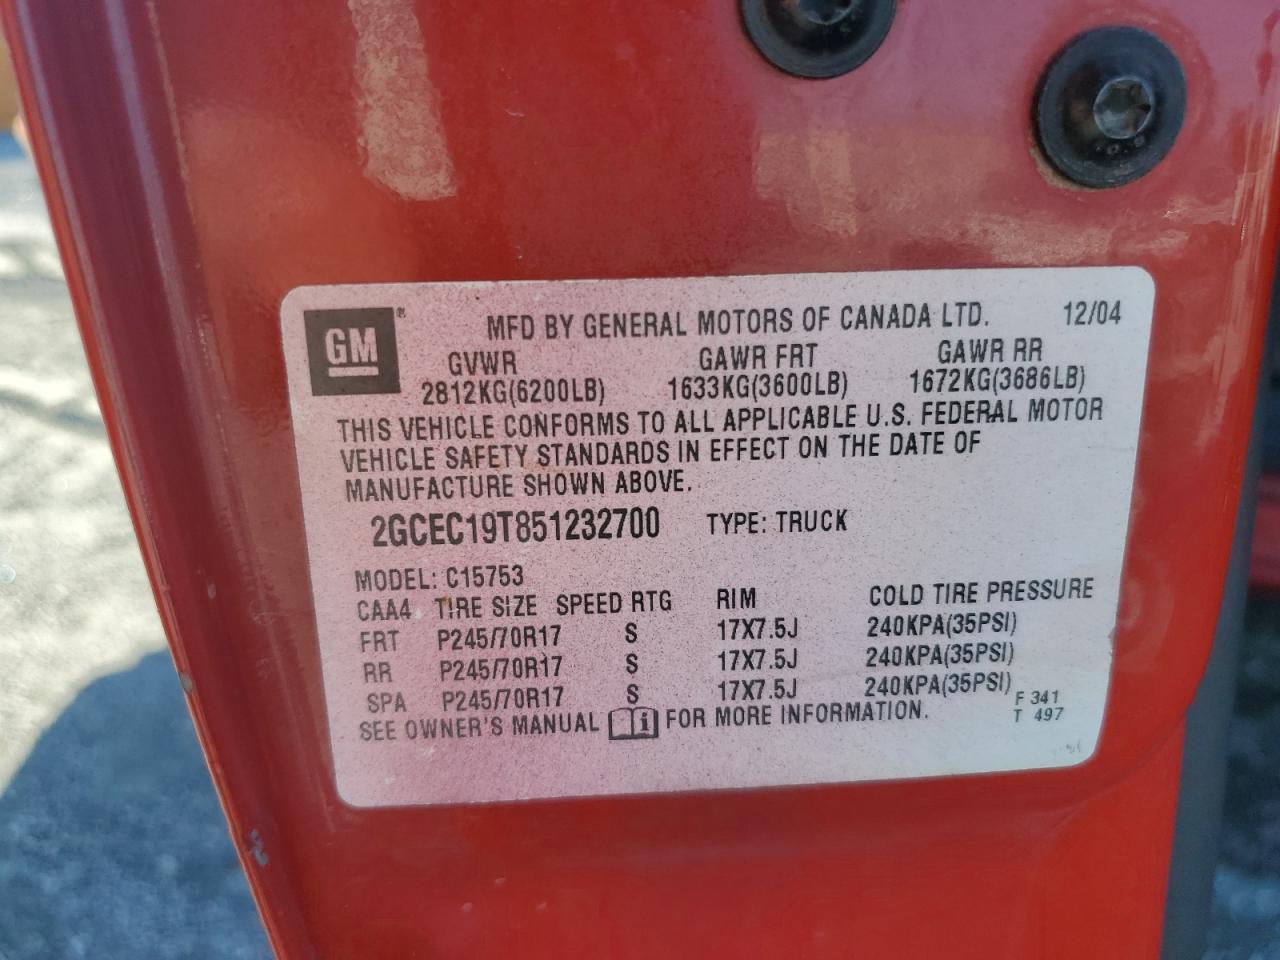 10.9
GM ®
MFD BY GENERAL MOTORS OF CANADA LTD. 12/04
GVWR GAWR FRT GAWR RR
2812KG(6200LB) 1633KG(3600LB) 1672KG(3686LB)
THIS VEHICLE CONFORMS TO ALL APPLICABLE U.S. FEDERAL MOTOR
VEHICLE SAFETY STANDARDS IN EFFECT ON THE DATE OF
MANUFACTURE SHOWN ABOVE.
2GCEC19T851232700 TYPE: TRUCK
MODEL: C15753
CAA4 TIRE SIZE SPEED RTG RIM COLD TIRE PRESSURE
FRT P245/70R17 S 17X7.5J 240KPA(35PSI)
RR P245/70R17 S 17X7.5J 240KPA(35PSI)
SPA P245/70R17 S 17X7.5J 240KPA(35PSI)
F 341
SEE OWNER'S MANUAL i FOR MORE INFORMATION. T 497